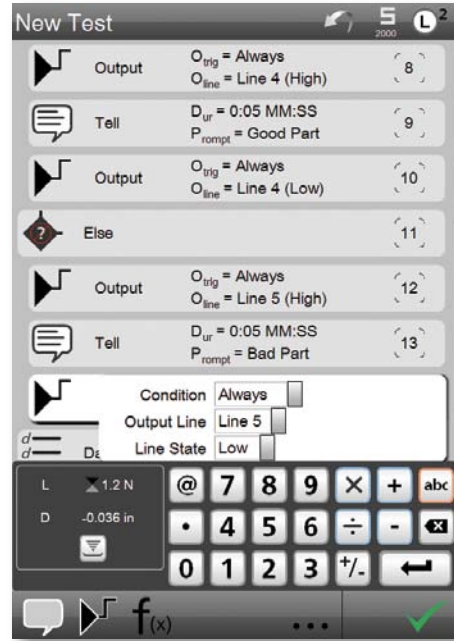 New Test
5
2000
L2
Output
Otrig = Always
Oline = Line 4 (High)
8
Tell
Dur = 0:05 MM:SS
Prompt = Good Part
9
Output
Otrig = Always
Oline = Line 4 (Low)
10
?
Else
11
Output
Otrig = Always
Oline = Line 5 (High)
12
Tell
Dur = 0:05 MM:SS
Prompt = Bad Part
13
Condition Always
Output Line Line 5
Line State Low
d
d
L 1.2 N
D -0.036 in
@ 7 8 9 × + abc
• 4 5 6 ÷ -
0 1 2 3 +/-
f(x)
...